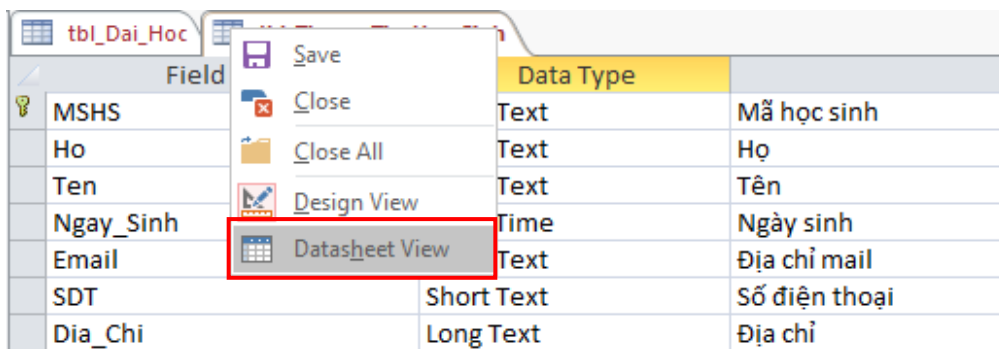 tbl_Dai_Hoc
Field Data Type
MSHS Text Mã học sinh
Ho Text Họ
Ten Text Tên
Ngay_Sinh Time Ngày sinh
Email Text Địa chỉ mail
SDT Short Text Số điện thoại
Dia_Chi Long Text Địa chỉ
Save
Close
Close All
Design View
Datasheet View